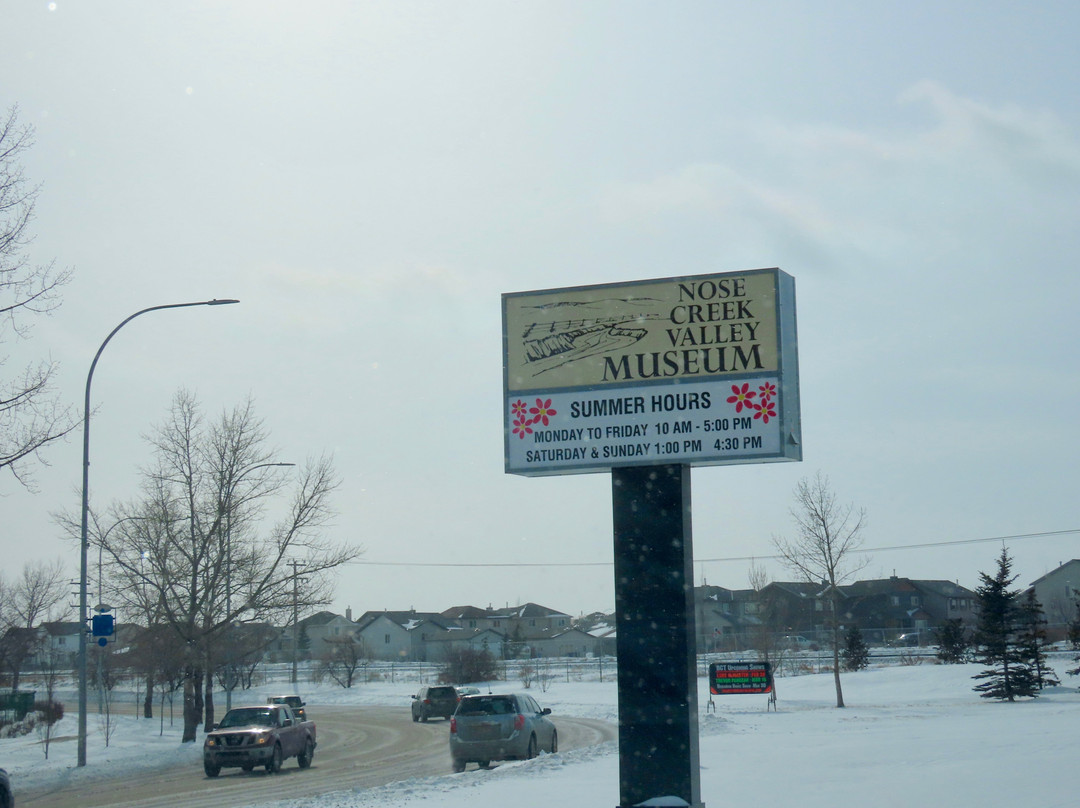 NOSE
CREEK
VALLEY
MUSEUM
SUMMER HOURS
MONDAY TO FRIDAY 10 AM - 5:00 PM
SATURDAY & SUNDAY 1:00 PM 4:30 PM